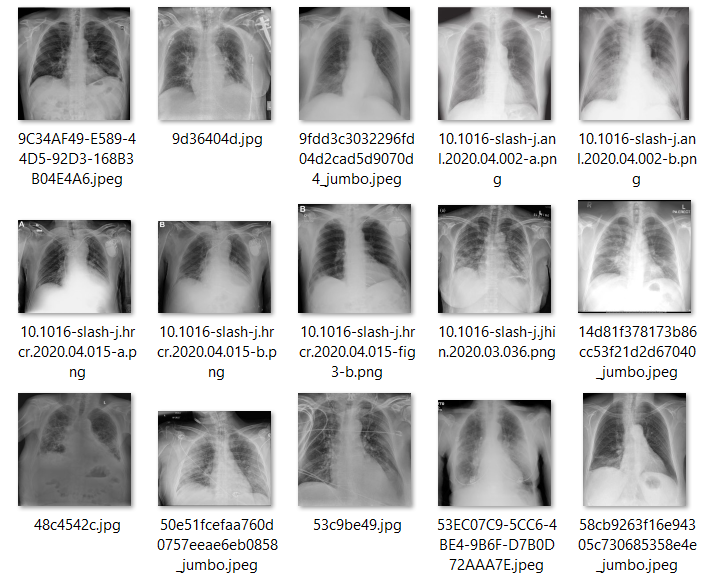 L
9C34AF49-E589-4
4D5-92D3-168B3
B04E4A6.jpeg
9d36404d.jpg
9fdd3c3032296fd
04d2cad5d9070d
4_jumbo.jpeg
10.1016-slash-j.an
l.2020.04.002-a.pn
g
L
10.1016-slash-j.an
l.2020.04.002-b.pn
g
A
10.1016-slash-j.hr
cr.2020.04.015-a.p
ng
B
10.1016-slash-j.hr
cr.2020.04.015-b.p
ng
B
10.1016-slash-j.hr
cr.2020.04.015-fig
3-b.png
10.1016-slash-j.jhi
n.2020.03.036.png
L
14d81f378173b86
cc53f21d2d67040
_jumbo.jpeg
48c4542c.jpg
50e51fcefaa760d
0757eeae6eb0858
_jumbo.jpeg
53c9be49.jpg
53EC07C9-5CC6-4
BE4-9B6F-D7B0D
72AAA7E.jpeg
58cb9263f16e943
05c730685358e4e
_jumbo.jpeg